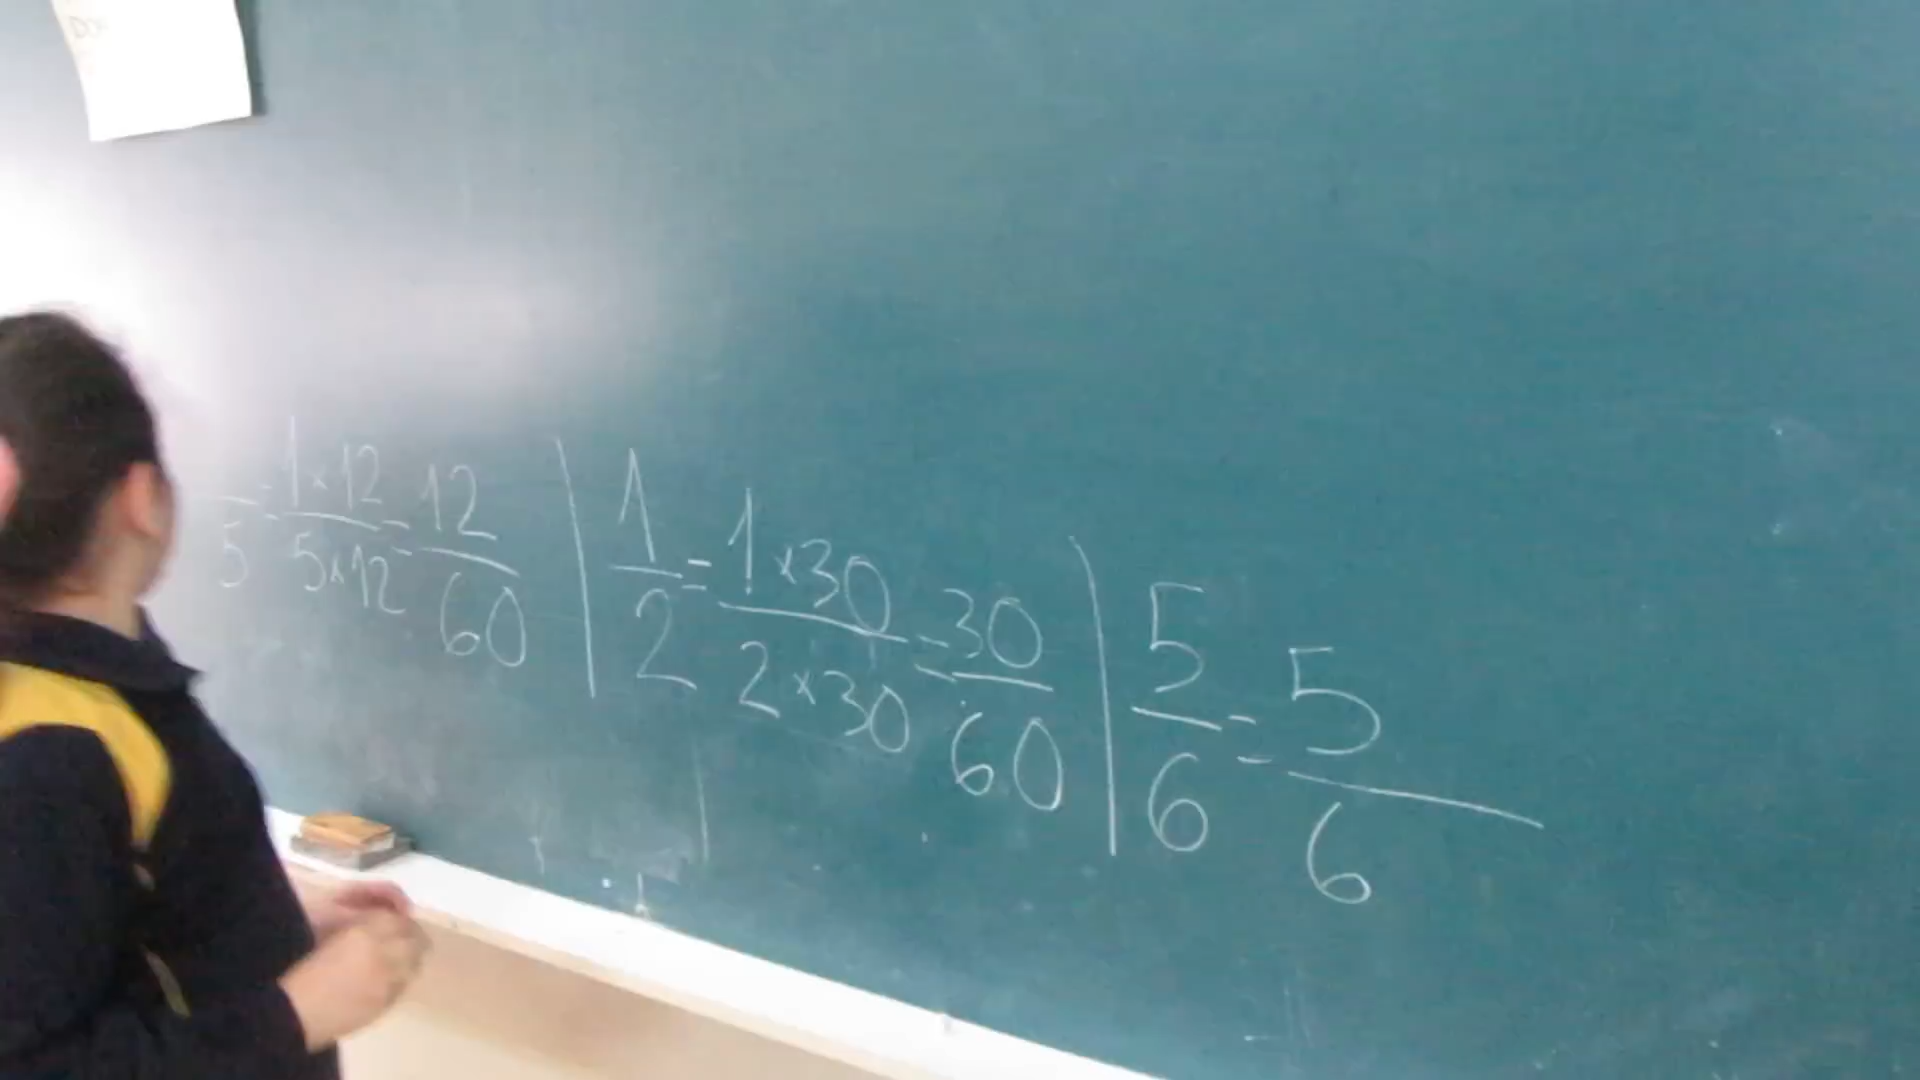 DO
/5 = 1×12/5×12 = 12/60 | 1/2 = 1×30/2×30 = 30/60 | 5/6 = 5/6